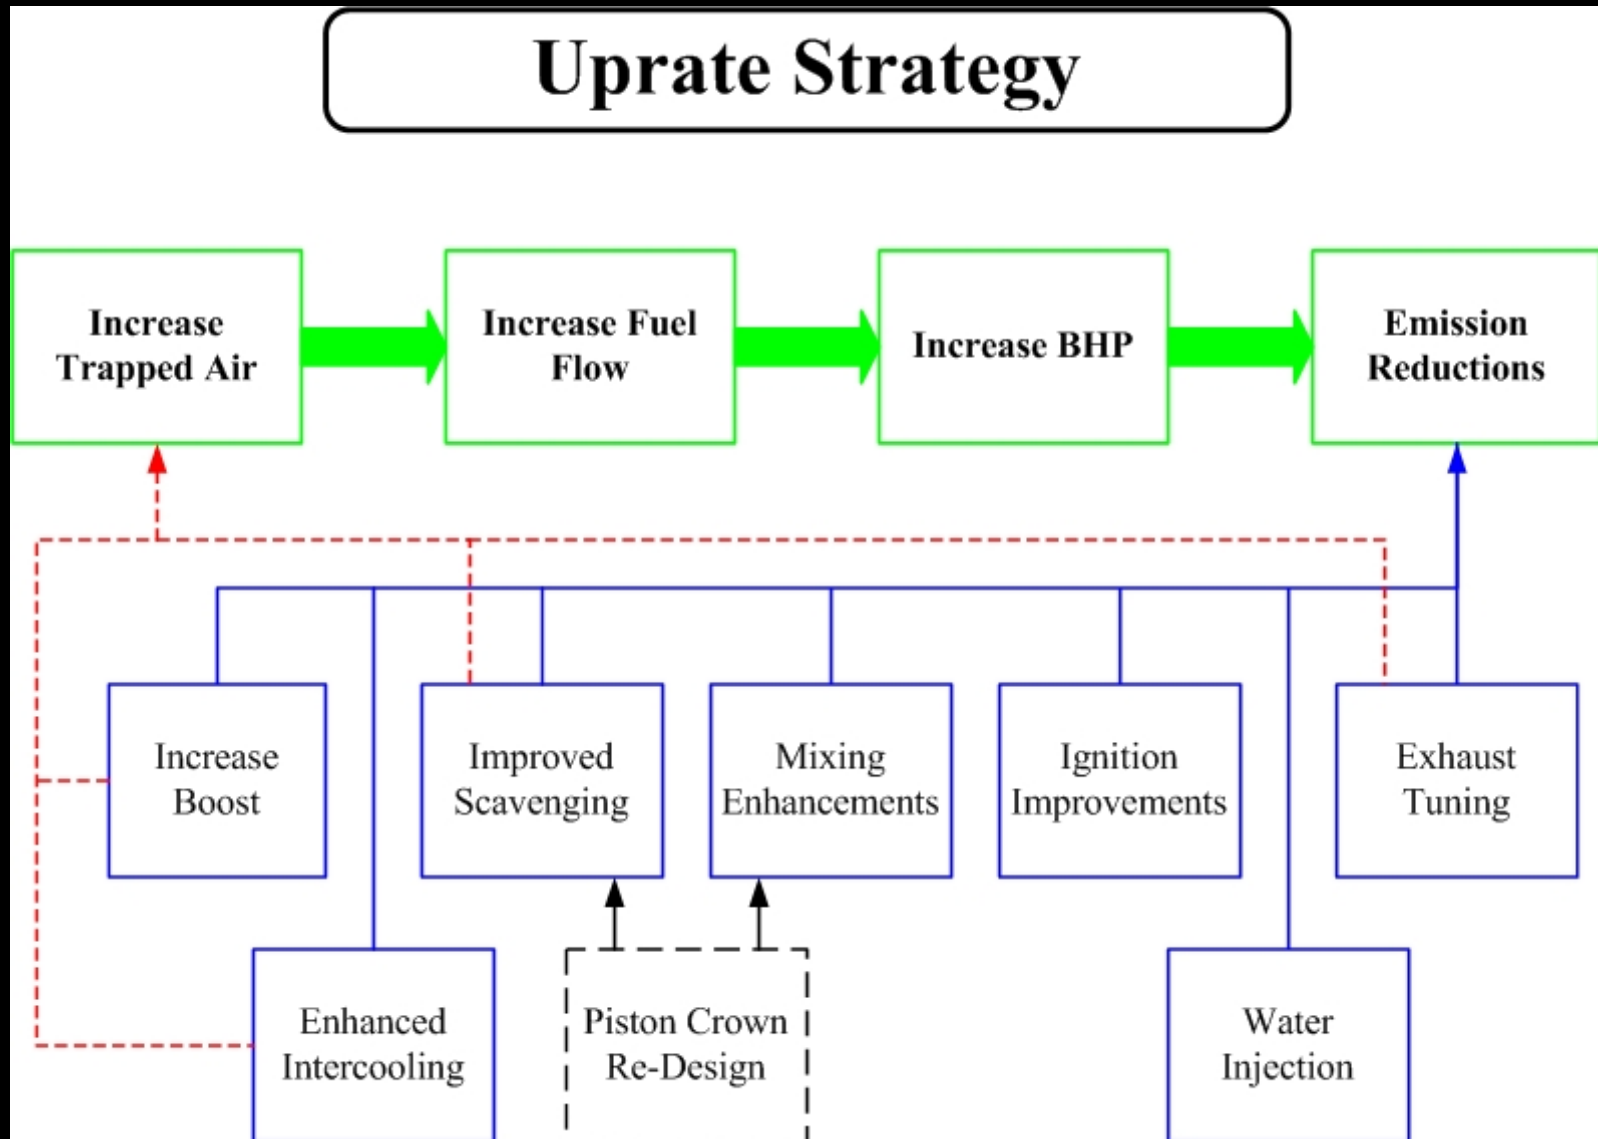 Uprate Strategy
Increase
Trapped Air
Increase Fuel
Flow
Increase BHP
Emission
Reductions
Increase
Boost
Improved
Scavenging
Mixing
Enhancements
Ignition
Improvements
Exhaust
Tuning
Enhanced
Intercooling
Piston Crown
Re-Design
Water
Injection